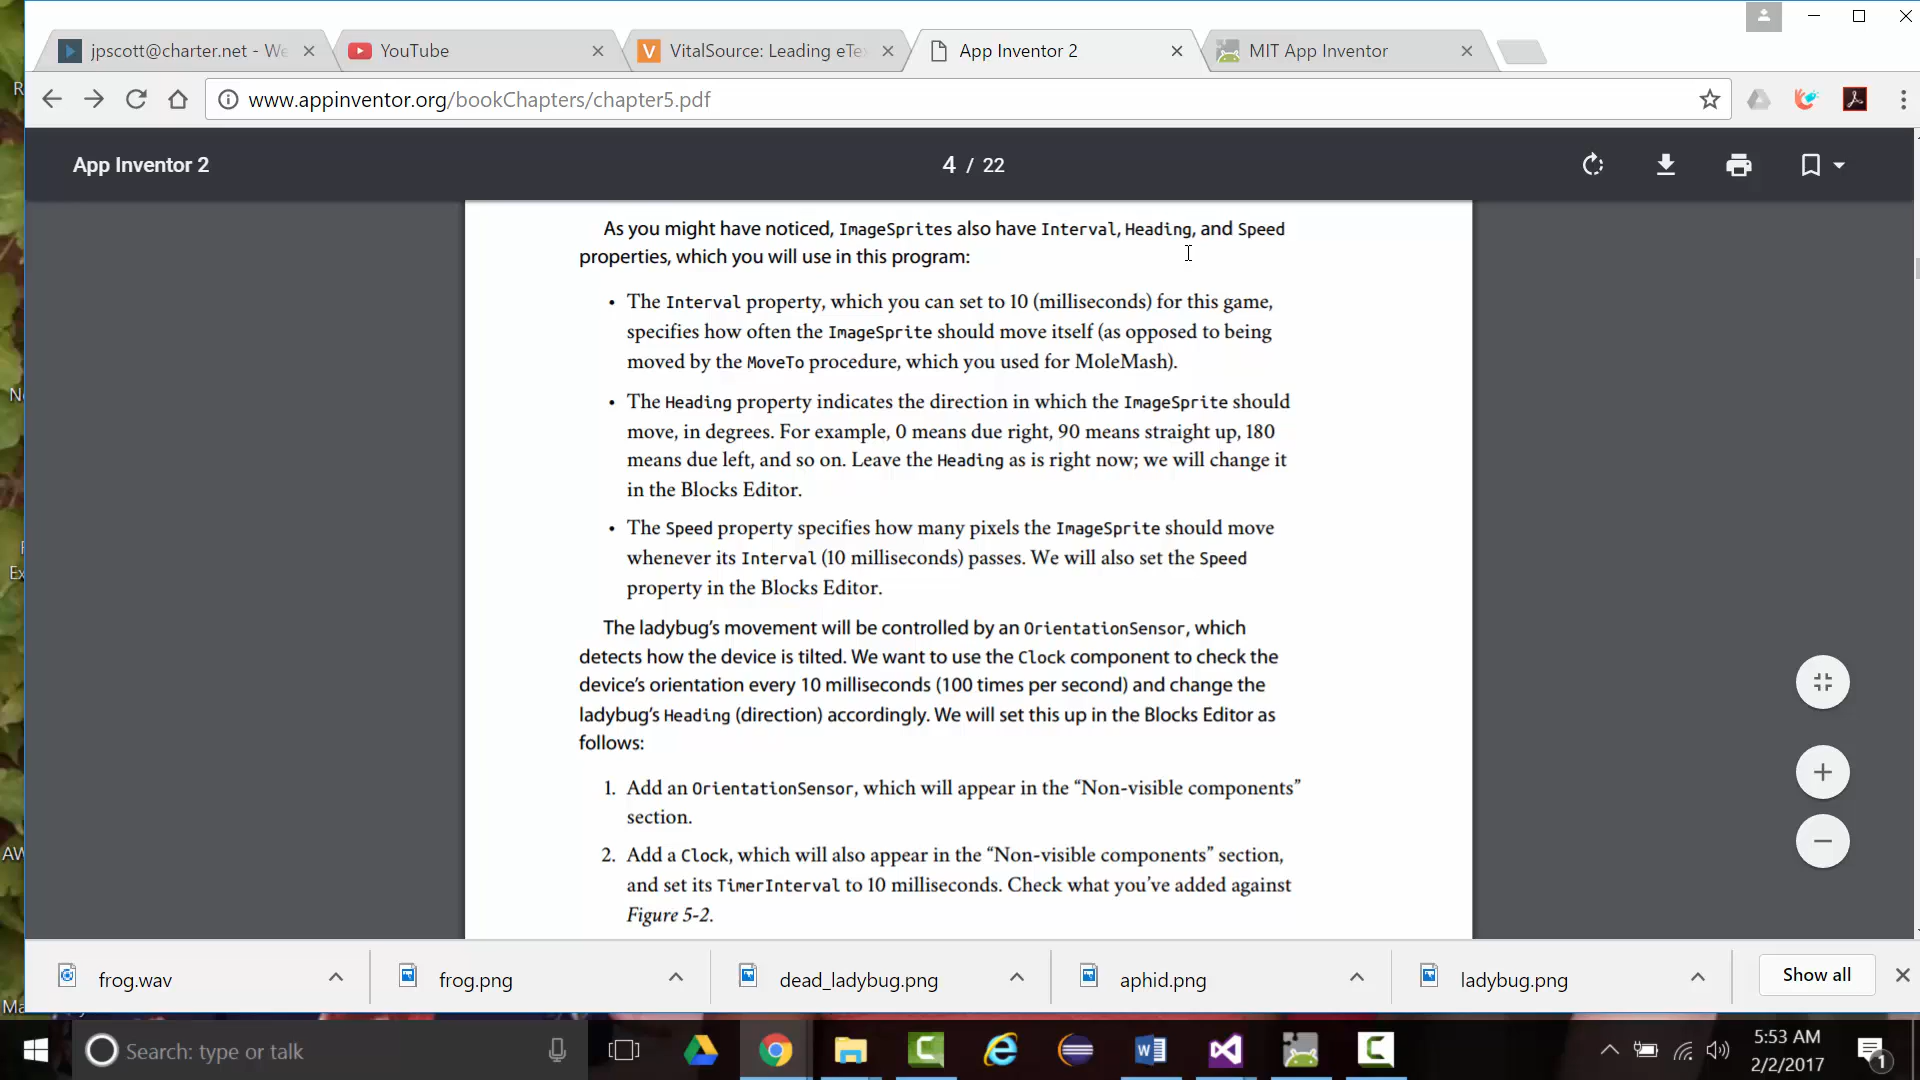 jpscott@charter.net - We
YouTube
VitalSource: Leading eTex
App Inventor 2
MIT App Inventor
www.appinventor.org/bookChapters/chapter5.pdf
App Inventor 2
4 / 22
As you might have noticed, ImageSprites also have Interval, Heading, and Speed
properties, which you will use in this program:
• The Interval property, which you can set to 10 (milliseconds) for this game,
specifies how often the ImageSprite should move itself (as opposed to being
moved by the MoveTo procedure, which you used for MoleMash).
• The Heading property indicates the direction in which the ImageSprite should
move, in degrees. For example, 0 means due right, 90 means straight up, 180
means due left, and so on. Leave the Heading as is right now; we will change it
in the Blocks Editor.
• The Speed property specifies how many pixels the ImageSprite should move
whenever its Interval (10 milliseconds) passes. We will also set the Speed
property in the Blocks Editor.
The ladybug’s movement will be controlled by an OrientationSensor, which
detects how the device is tilted. We want to use the Clock component to check the
device’s orientation every 10 milliseconds (100 times per second) and change the
ladybug’s Heading (direction) accordingly. We will set this up in the Blocks Editor as
follows:
1. Add an OrientationSensor, which will appear in the “Non-visible components”
section.
2. Add a Clock, which will also appear in the “Non-visible components” section,
and set its TimerInterval to 10 milliseconds. Check what you’ve added against
Figure 5-2.
frog.wav
frog.png
dead_ladybug.png
aphid.png
ladybug.png
Show all
Search: type or talk
5:53 AM
2/2/2017
1